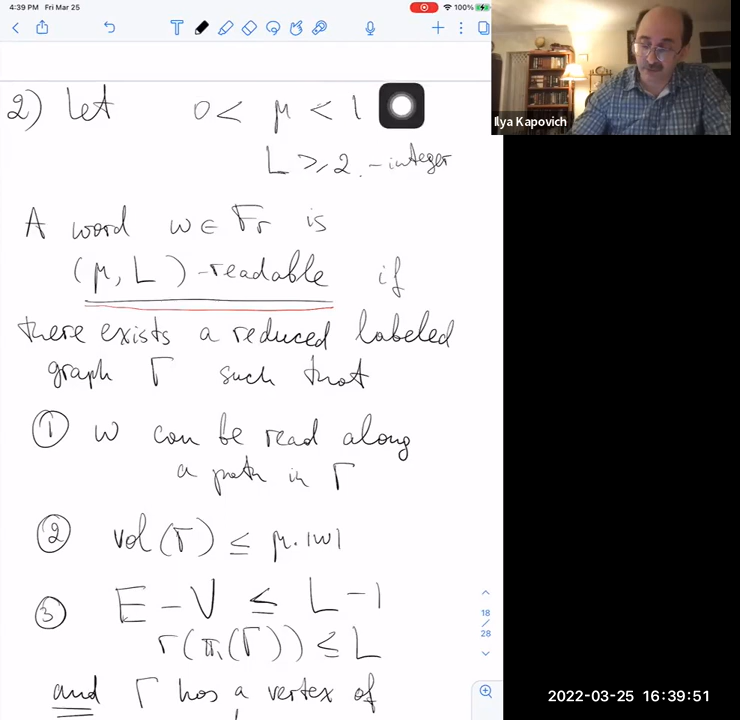 4:39 PM Fri Mar 25
100%
2) Let 0 < μ < 1
L ⩾ 2 - integer
Ilya Kapovich
A word w ∈ Fr is
(μ, L) - readable if
there exists a reduced labeled
graph Γ such that
① w can be read along
a path in Γ
② vol(Γ) ≤ μ·|w|
③ E - V ≤ L - 1
r(π₁(Γ)) ≤ L
and Γ has a vertex of
18
/
28
2022-03-25 16:39:51